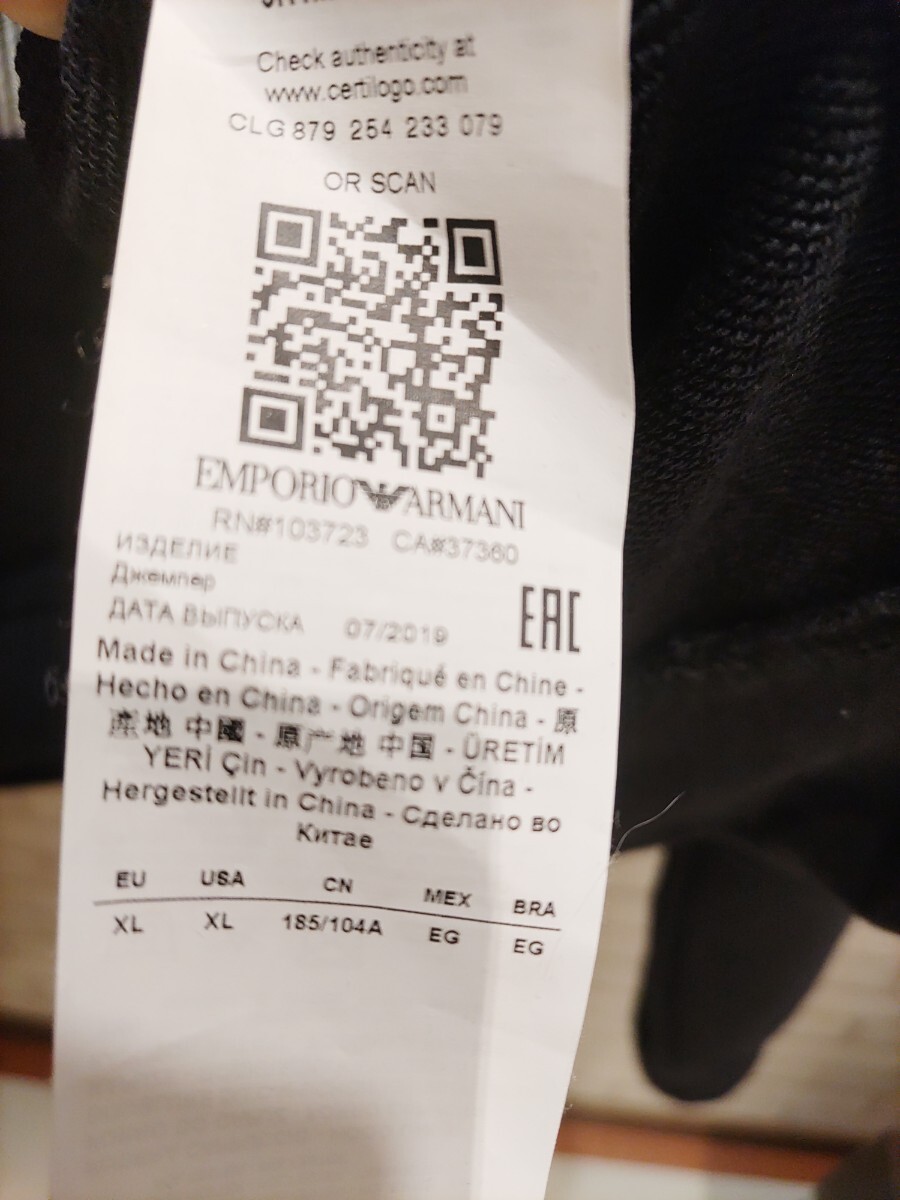 Check authenticity at
www.certilogo.com
CLG 879 254 233 079
OR SCAN
EMPORIO ARMANI
RN#103723 CA#37360
ИЗДЕЛИЕ
Джемпер
ДАТА ВЫПУСКА 07/2019
EAC
Made in China - Fabriqué en Chine -
Hecho en China - Origem China - 原
產地 中國 - 原产地 中国 - ÜRETİM
YERİ Çin - Vyrobeno v Čína -
Hergestellt in China - Сделано во
Китае
EU USA CN MEX BRA
XL XL 185/104A EG EG